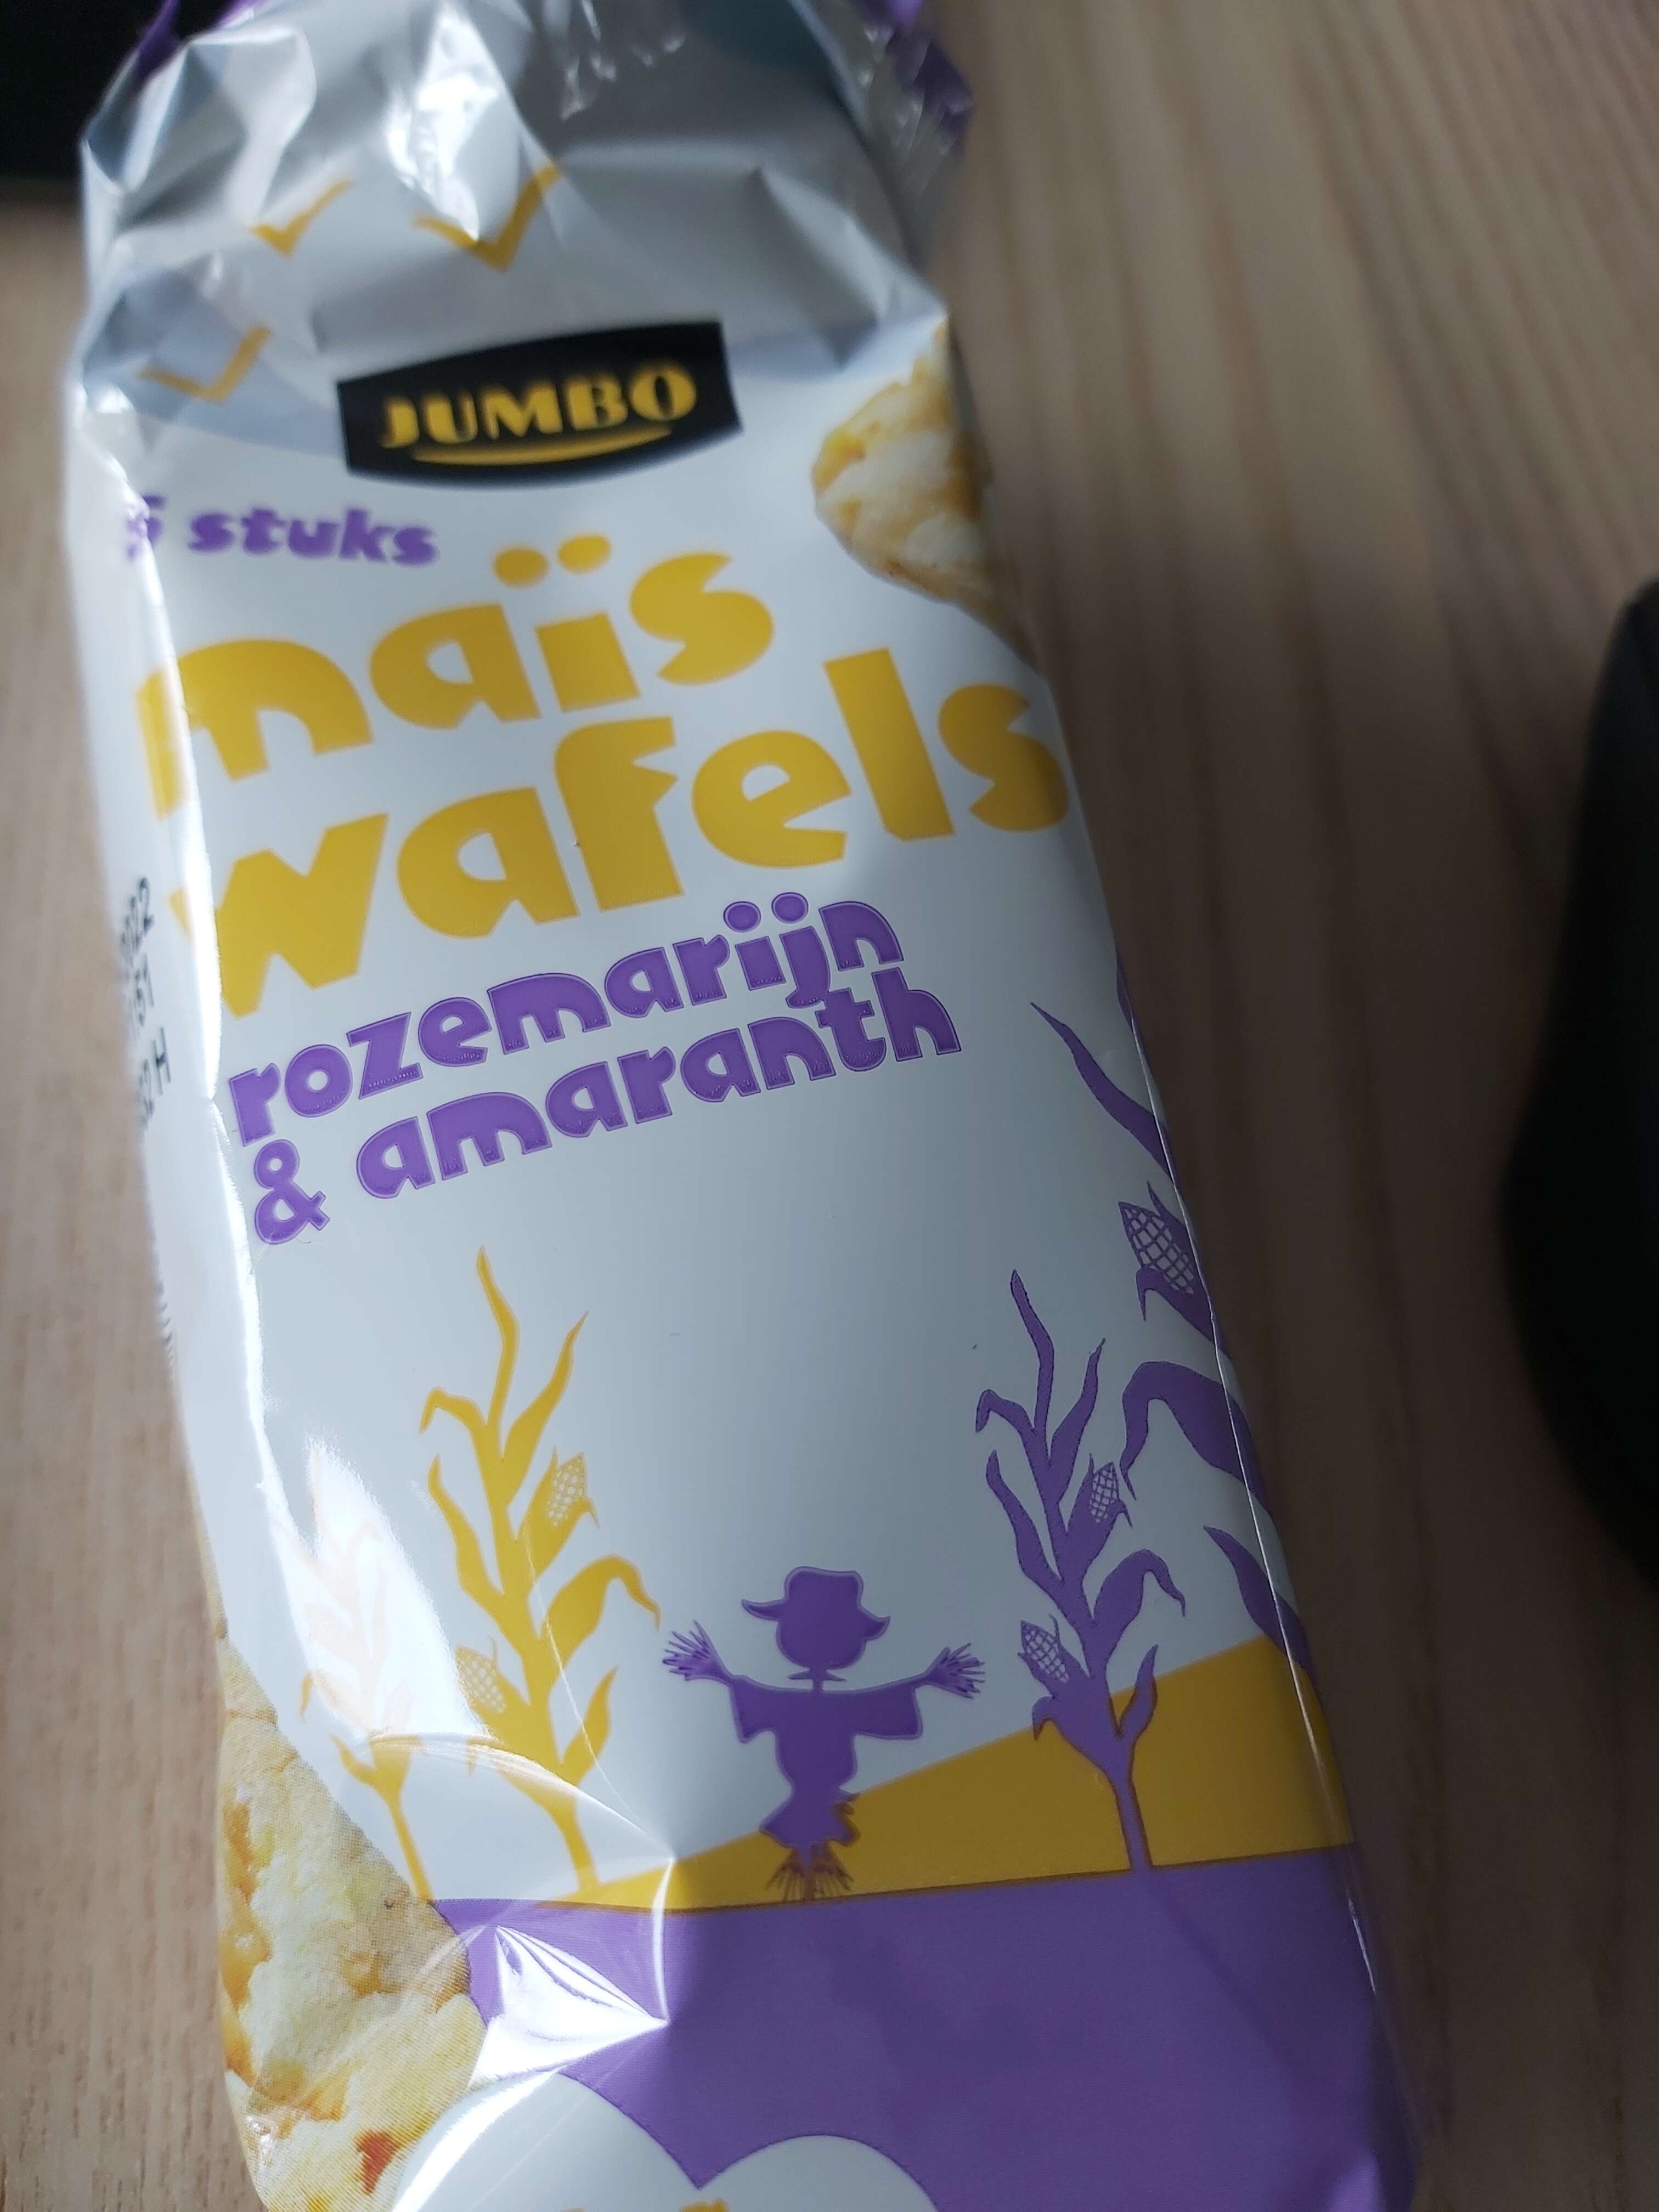 JUMBO
stuks
maïs
wafels
rozemarijn
& amaranth